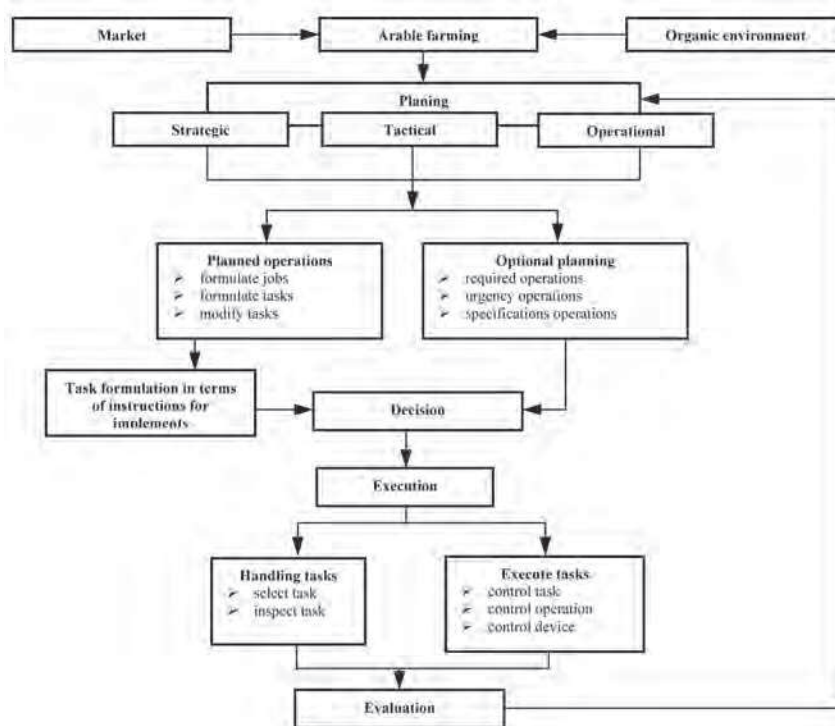 Market
Arable farming
Organic environment
Planing
Strategic
Tactical
Operational
Planned operations
➢ formulate jobs
➢ formulate tasks
➢ modify tasks
Optional planning
➢ required operations
➢ urgency operations
➢ specifications operations
Task formulation in terms
of instructions for
implements
Decision
Execution
Handling tasks
➢ select task
➢ inspect task
Execute tasks
➢ control task
➢ control operation
➢ control device
Evaluation